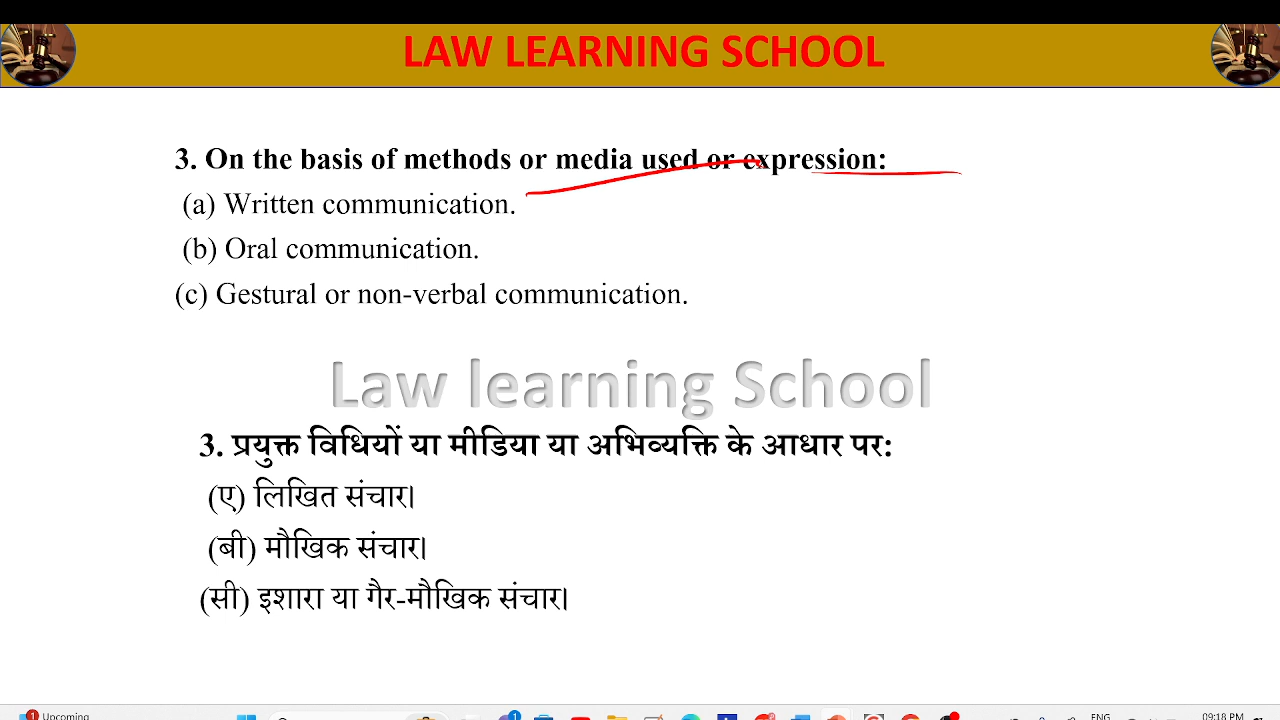 LAW LEARNING SCHOOL
3. On the basis of methods or media used or expression:
(a) Written communication.
(b) Oral communication.
(c) Gestural or non-verbal communication.
Law learning School
3. प्रयुक्त विधियों या मीडिया या अभिव्यक्ति के आधार पर:
(ए) लिखित संचार।
(बी) मौखिक संचार।
(सी) इशारा या गैर-मौखिक संचार।
1 Upcoming 1 ENG 09:18 PM